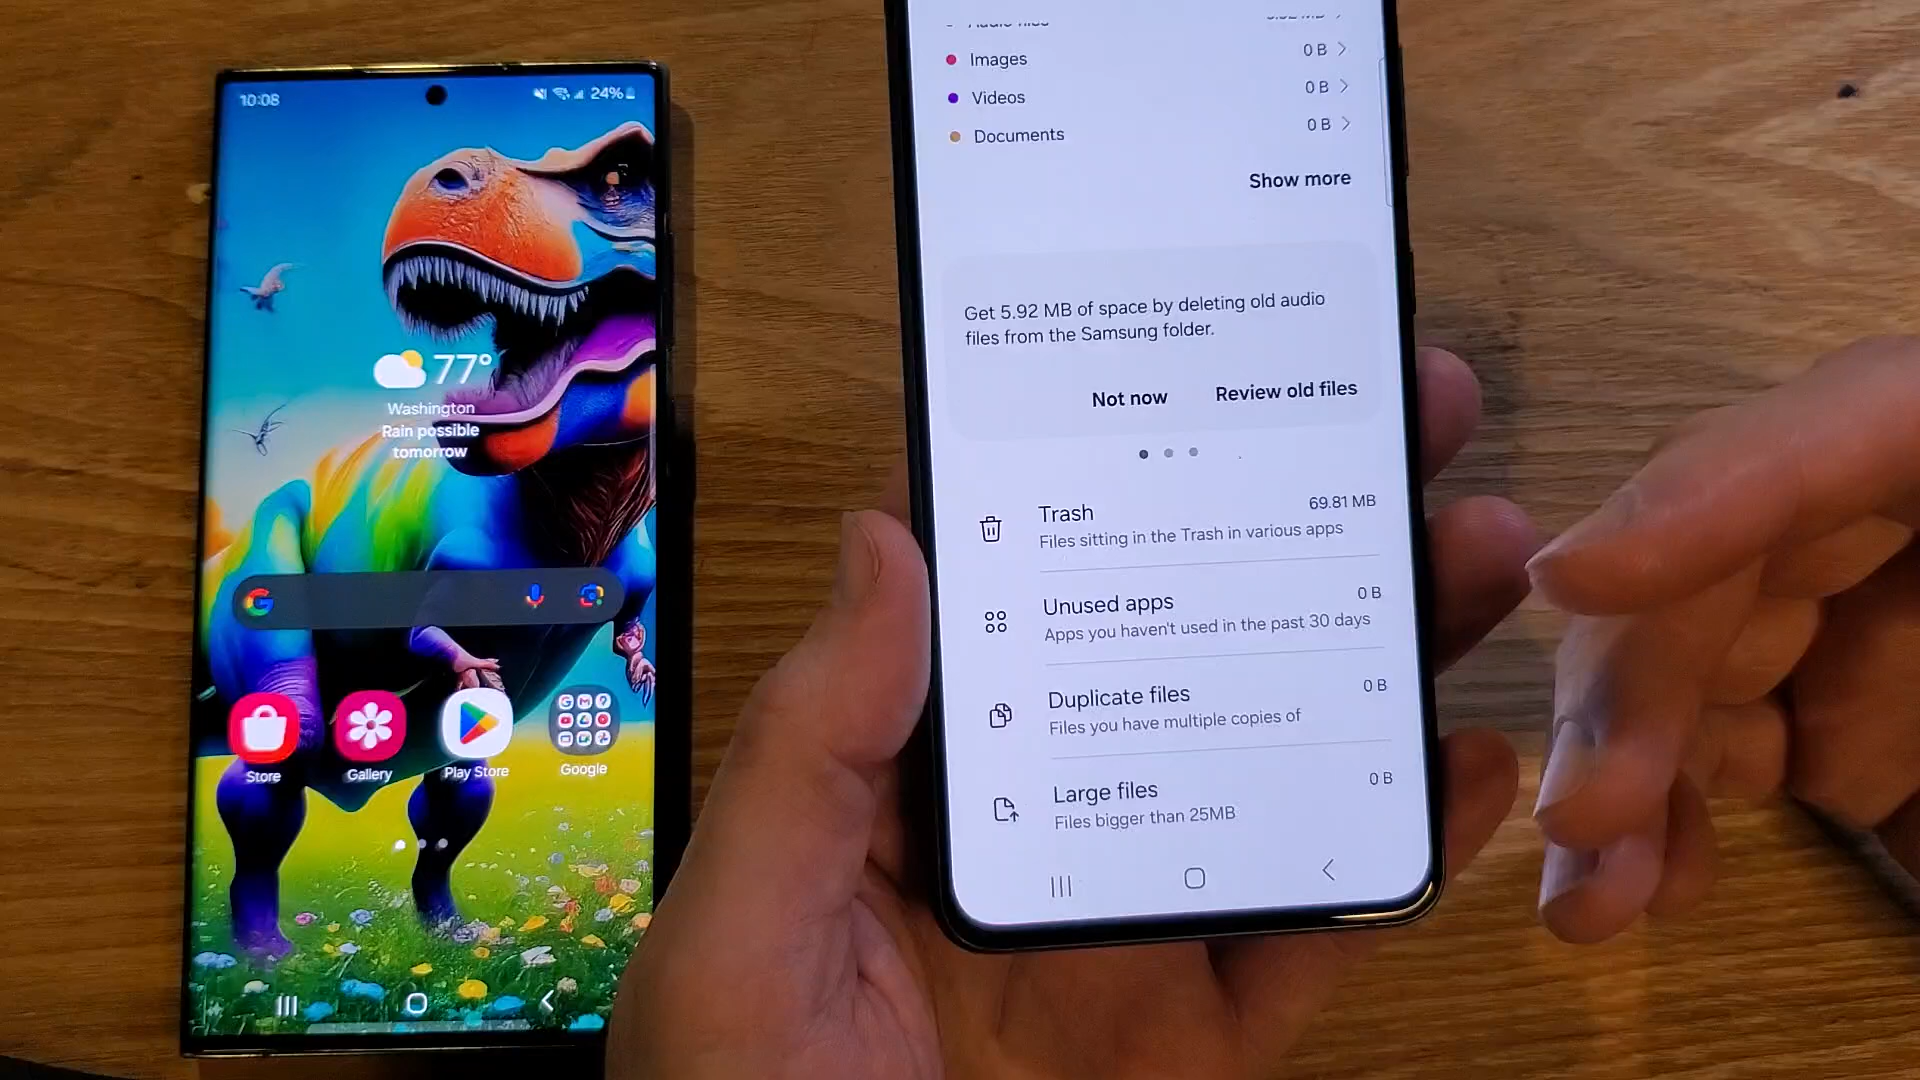 10:08
24%
77°
Washington
Rain possible
tomorrow
Store
Gallery
Play Store
Google
Audio files
Images
0 B
Videos
0 B
Documents
0 B
Show more
Get 5.92 MB of space by deleting old audio
files from the Samsung folder.
Not now
Review old files
Trash
69.81 MB
Files sitting in the Trash in various apps
Unused apps
0 B
Apps you haven't used in the past 30 days
Duplicate files
0 B
Files you have multiple copies of
Large files
0 B
Files bigger than 25MB